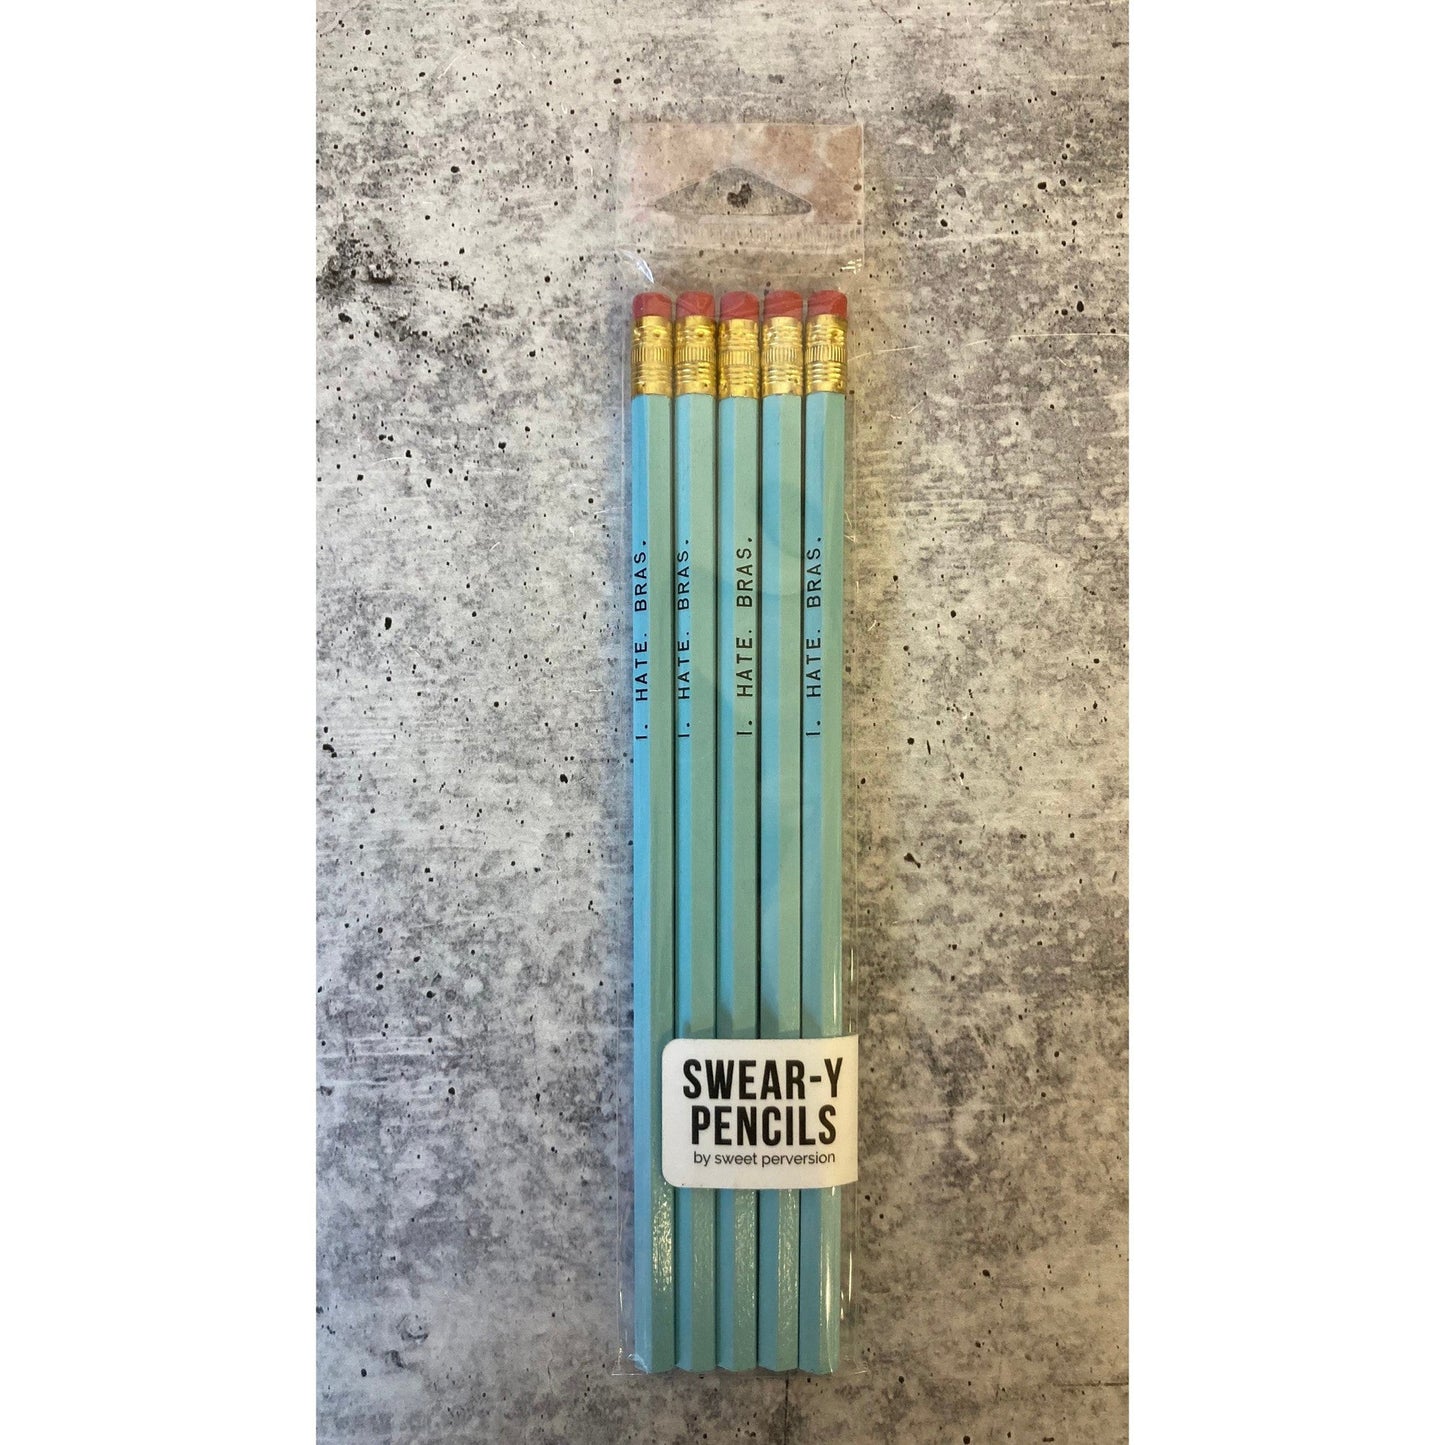 I. HATE. BRAS.
I. HATE. BRAS.
I. HATE. BRAS.
I. HATE. BRAS.
SWEAR-Y
PENCILS
by sweet perversion